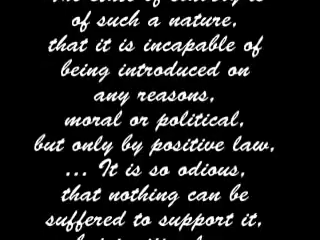 of such a nature,
that it is incapable of
being introduced on
any reasons,
moral or political,
but only by positive law,
... It is so odious,
that nothing can be
suffered to support it,